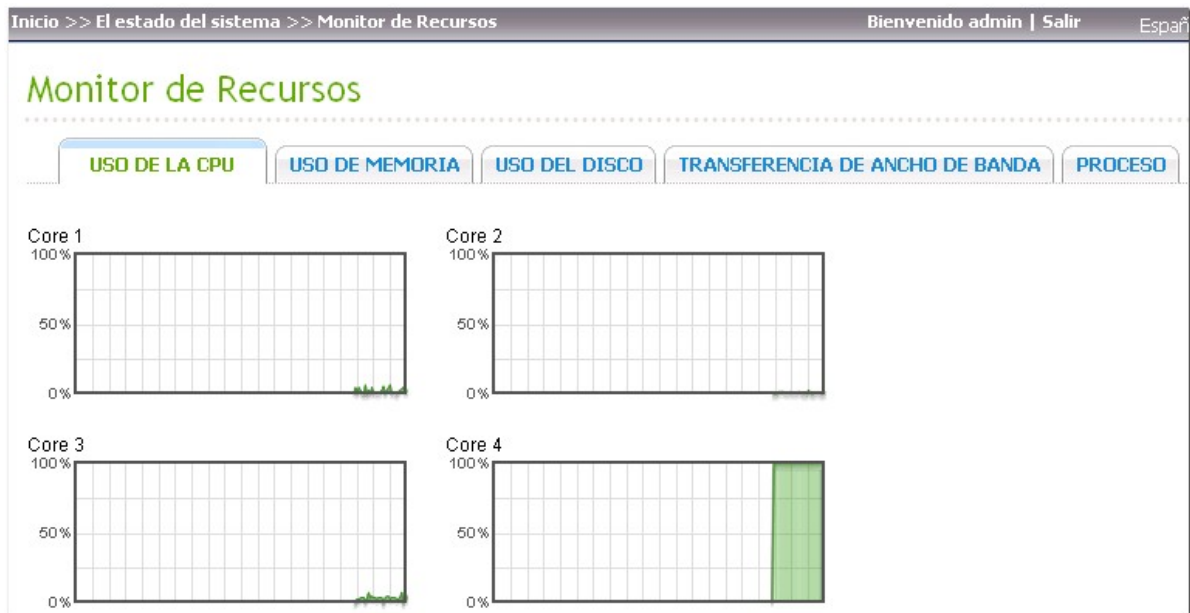 Inicio >> El estado del sistema >> Monitor de Recursos Bienvenido admin | Salir Españ
Monitor de Recursos
USO DE LA CPU USO DE MEMORIA USO DEL DISCO TRANSFERENCIA DE ANCHO DE BANDA PROCESO
Core 1 Core 2
100% 100%
50% 50%
0% 0%
Core 3 Core 4
100% 100%
50% 50%
0% 0%